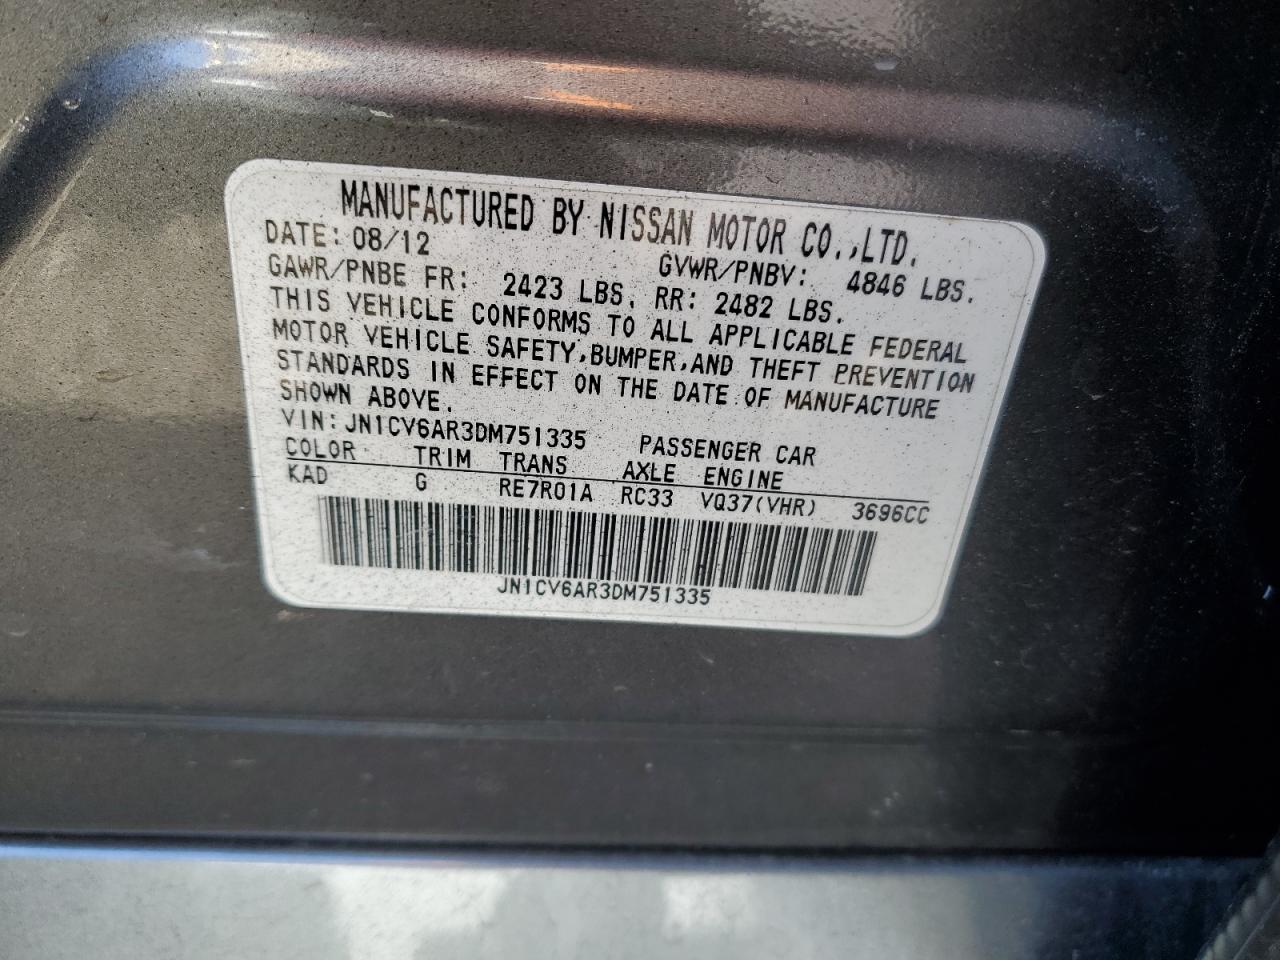 MANUFACTURED BY NISSAN MOTOR CO.,LTD.
DATE: 08/12
GVWR/PNBV: 4846 LBS.
GAWR/PNBE FR: 2423 LBS. RR: 2482 LBS.
THIS VEHICLE CONFORMS TO ALL APPLICABLE FEDERAL
MOTOR VEHICLE SAFETY,BUMPER,AND THEFT PREVENTION
STANDARDS IN EFFECT ON THE DATE OF MANUFACTURE
SHOWN ABOVE.
VIN: JN1CV6AR3DM751335 PASSENGER CAR
COLOR TRIM TRANS AXLE ENGINE
KAD G RE7R01A RC33 VQ37(VHR) 3696CC
JN1CV6AR3DM751335